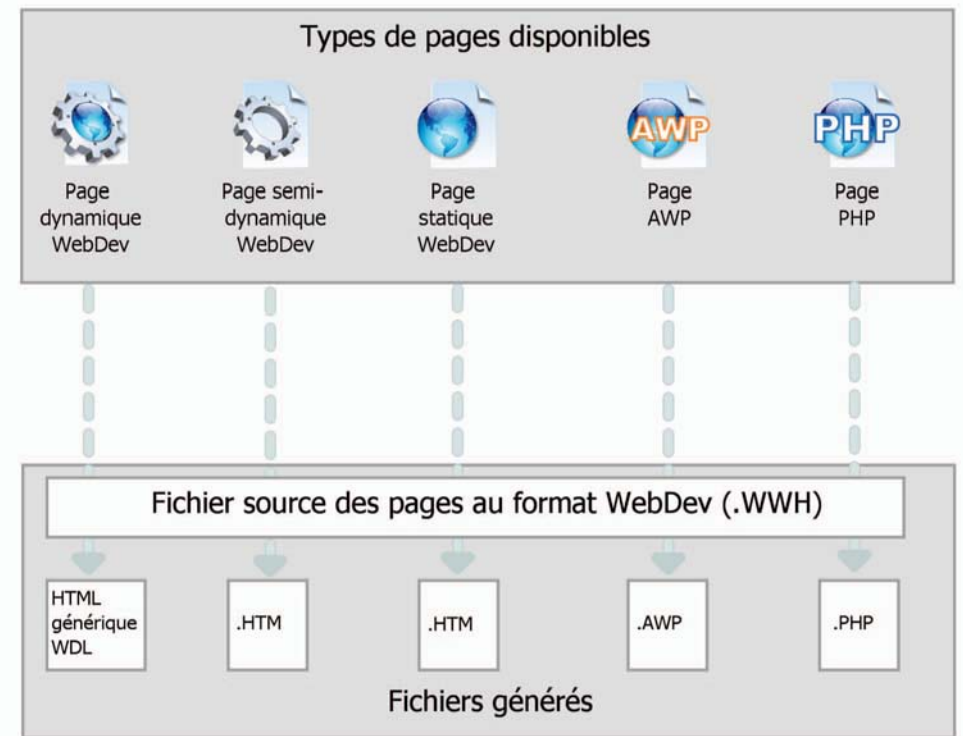 Types de pages disponibles
AWP
PHP
Page
dynamique
WebDev
Page semi-
dynamique
WebDev
Page
statique
WebDev
Page
AWP
Page
PHP
Fichier source des pages au format WebDev (.WWH)
HTML
générique
WDL
.HTM
.HTM
.AWP
.PHP
Fichiers générés